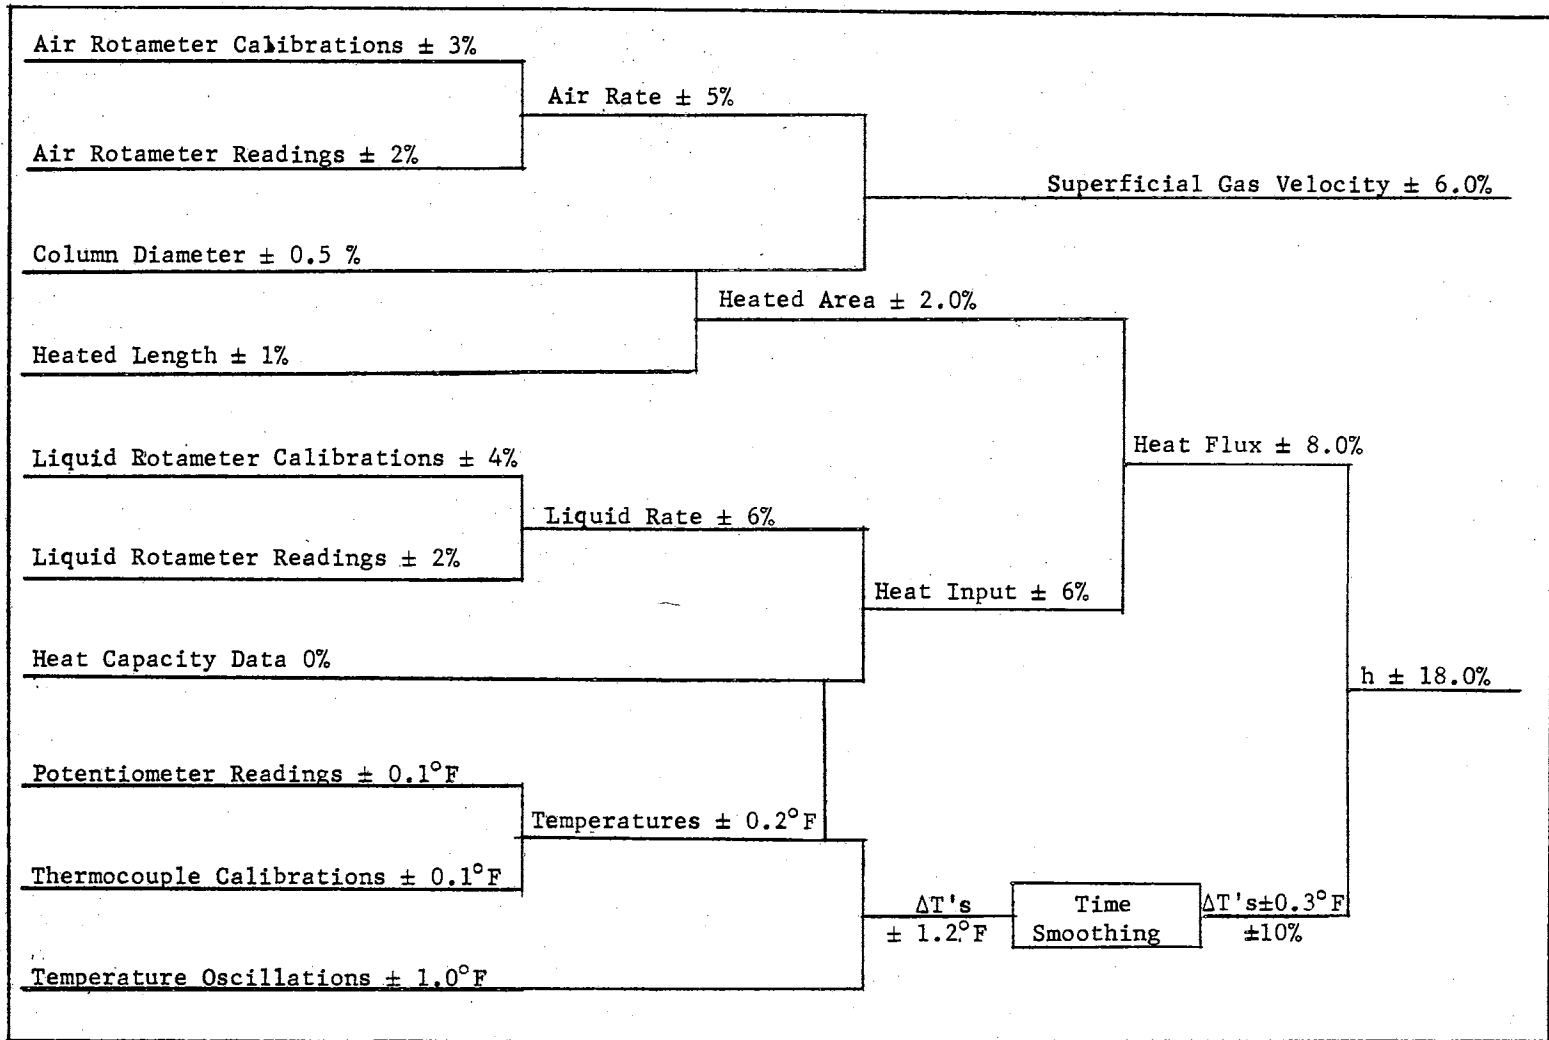 Air Rotameter Calibrations ± 3%
Air Rate ± 5%
Air Rotameter Readings ± 2%
Superficial Gas Velocity ± 6.0%
Column Diameter ± 0.5 %
Heated Area ± 2.0%
Heated Length ± 1%
Heat Flux ± 8.0%
Liquid Rotameter Calibrations ± 4%
Liquid Rate ± 6%
Liquid Rotameter Readings ± 2%
Heat Input ± 6%
Heat Capacity Data 0%
h ± 18.0%
Potentiometer Readings ± 0.1°F
Temperatures ± 0.2°F
Thermocouple Calibrations ± 0.1°F
ΔT's
± 1.2°F
Time
Smoothing
ΔT's±0.3°F
±10%
Temperature Oscillations ± 1.0°F